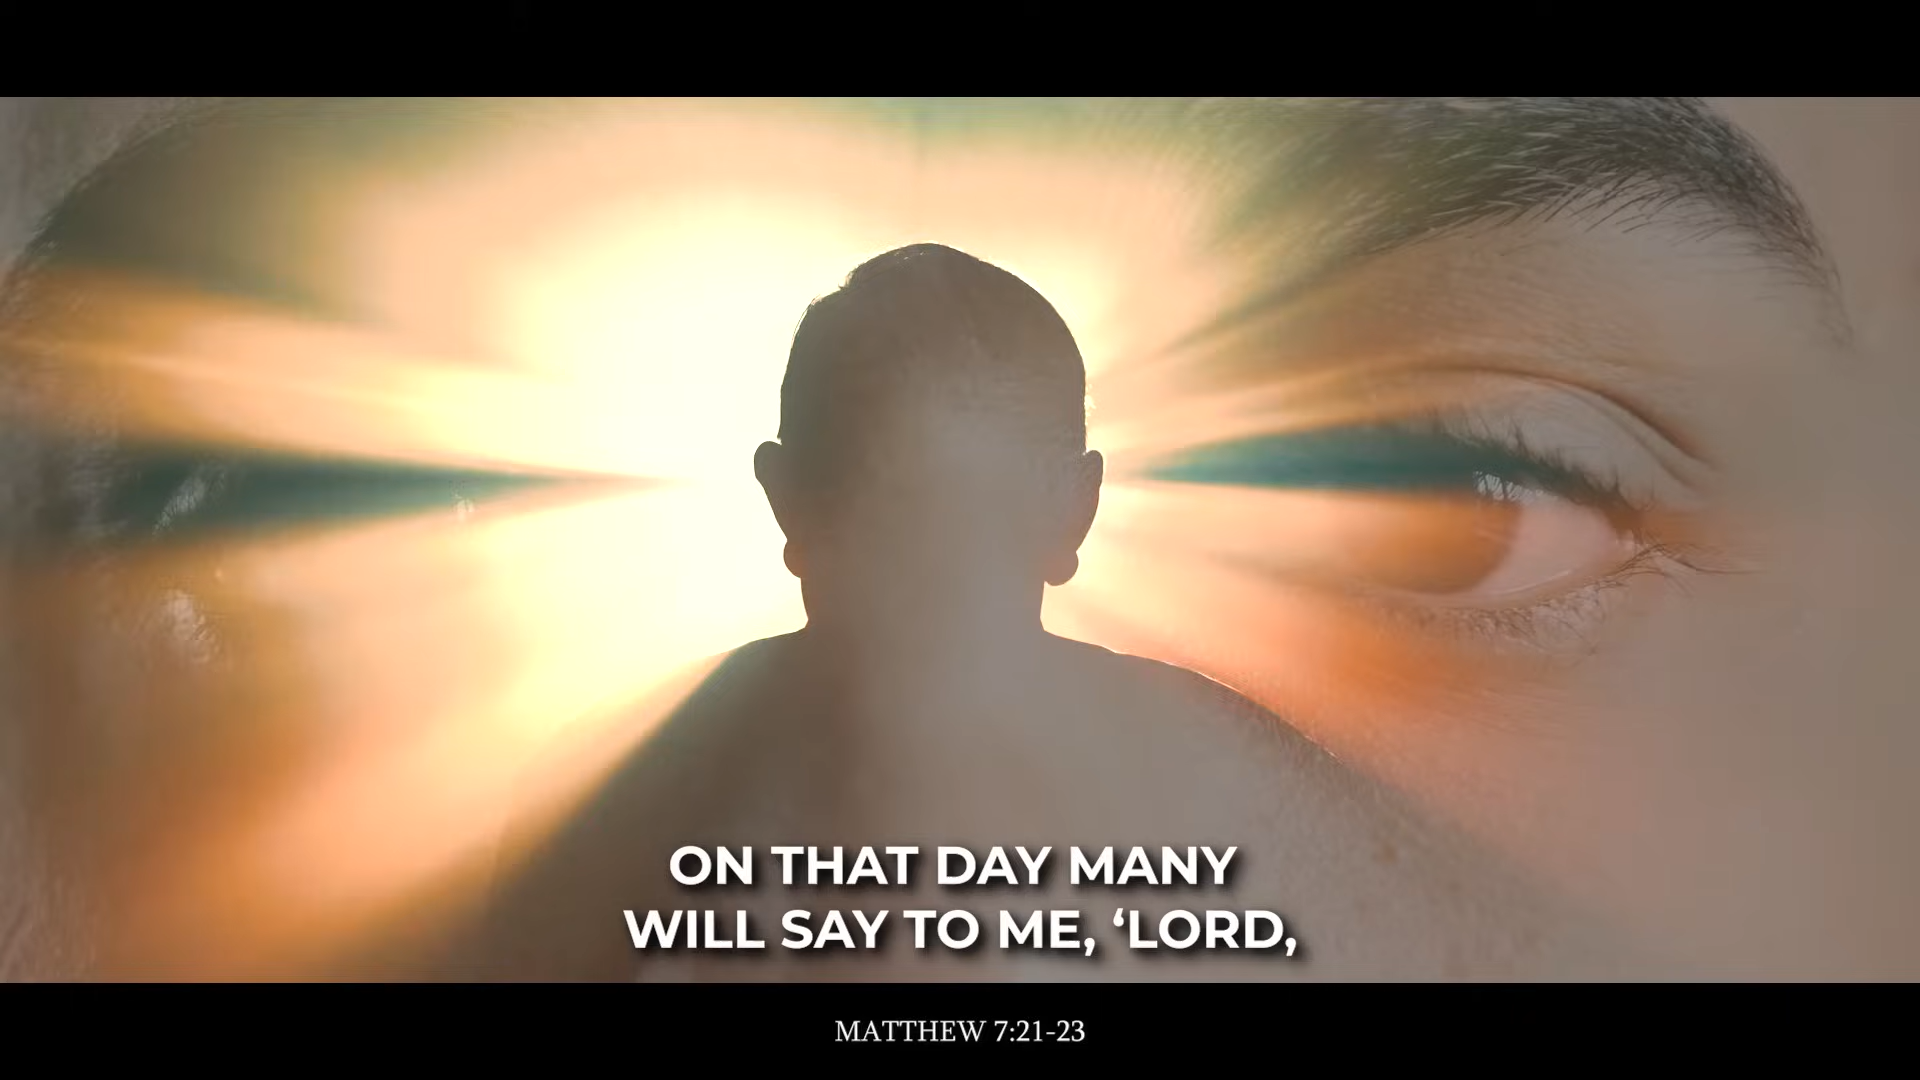 ON THAT DAY MANY
WILL SAY TO ME, ‘LORD,
MATTHEW 7:21-23